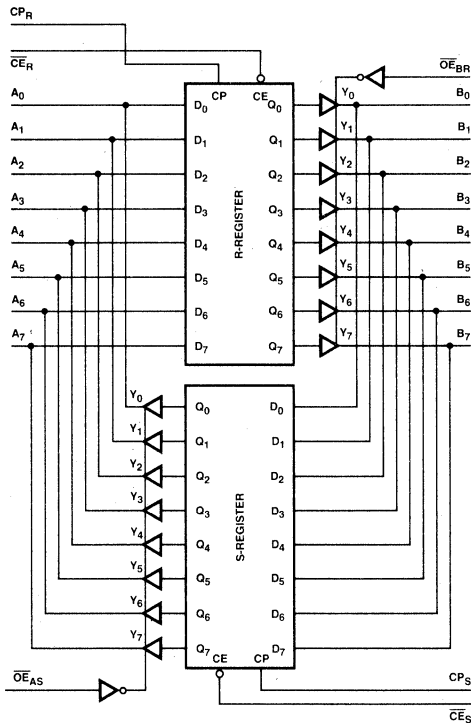 CP_R
CE_R
OE_BR
CP CE
A_0 D_0 Q_0 Y_0 B_0
A_1 D_1 Q_1 Y_1 B_1
A_2 D_2 Q_2 Y_2 B_2
A_3 D_3 Q_3 Y_3 B_3
A_4 D_4 Q_4 Y_4 B_4
A_5 D_5 Q_5 Y_5 B_5
A_6 D_6 Q_6 Y_6 B_6
A_7 D_7 Q_7 Y_7 B_7
R-REGISTER
Y_0 Q_0 D_0
Y_1 Q_1 D_1
Y_2 Q_2 D_2
Y_3 Q_3 D_3
Y_4 Q_4 D_4
Y_5 Q_5 D_5
Y_6 Q_6 D_6
Y_7 Q_7 D_7
S-REGISTER
CE CP
OE_AS
CP_S
CE_S